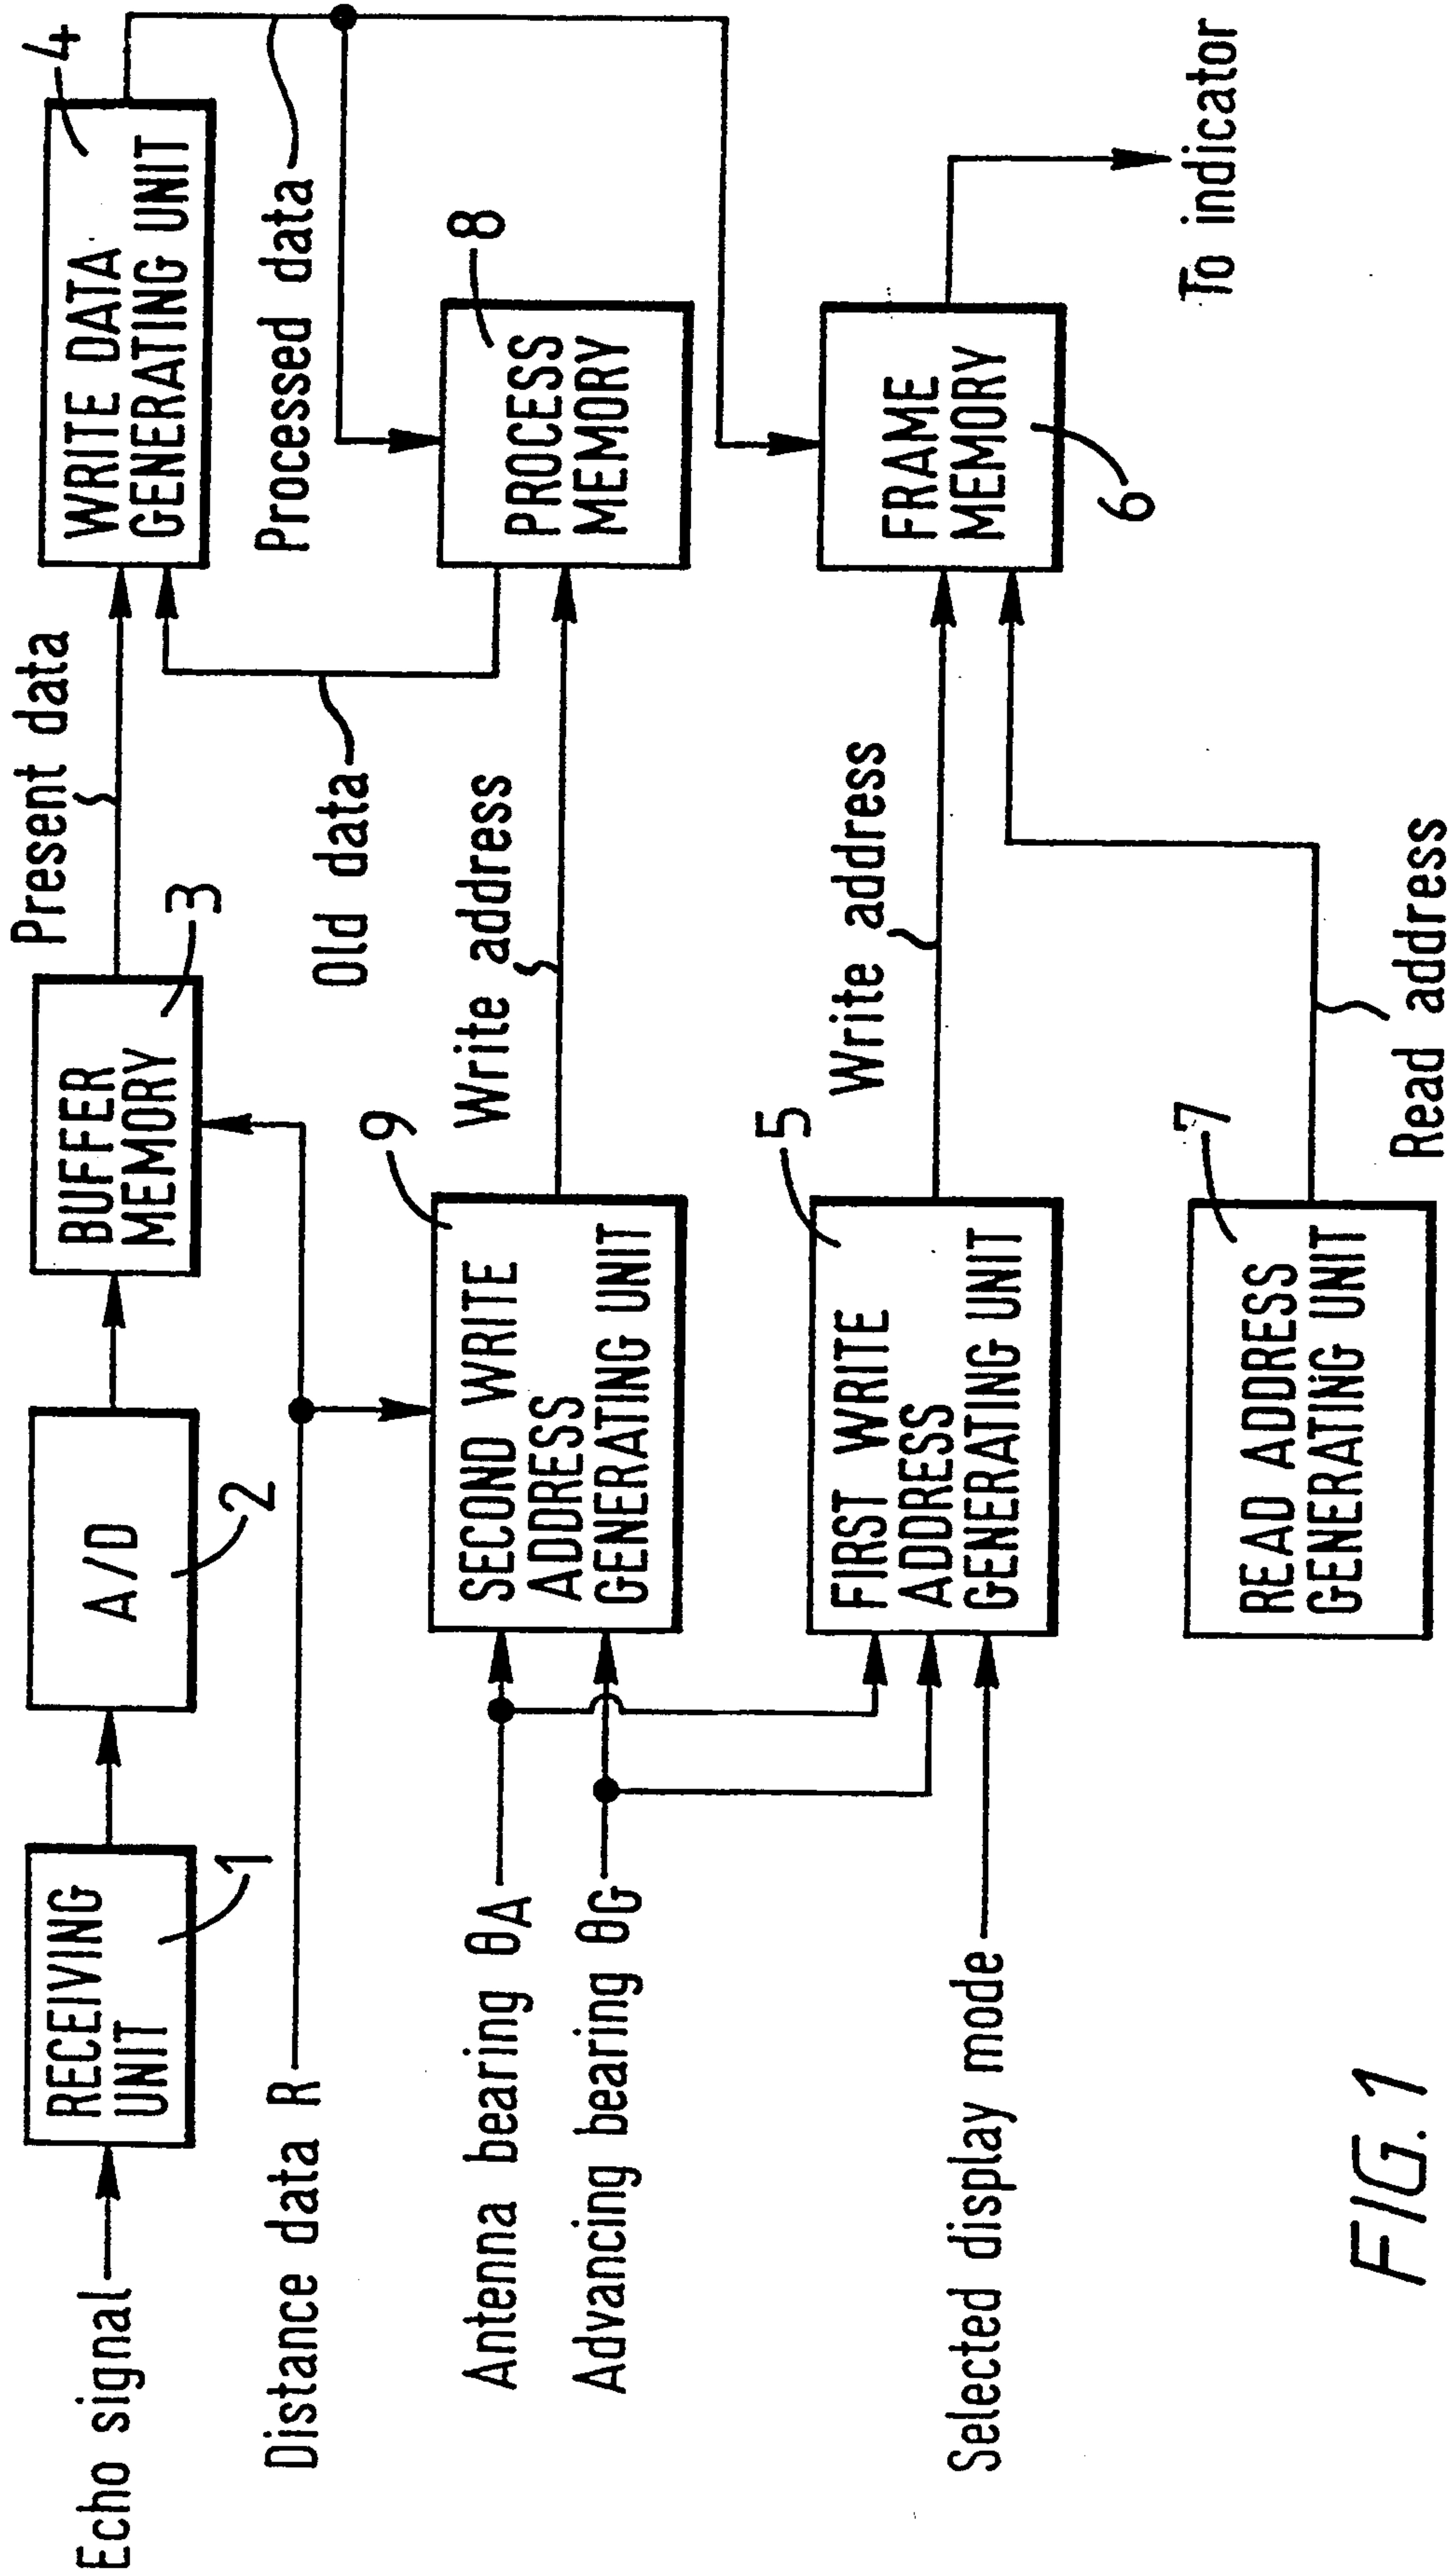 Echo signal
RECEIVING
UNIT
1
A/D
2
BUFFER
MEMORY
3
Present data
WRITE DATA
GENERATING UNIT
4
Distance data R
Old data
Processed data
Antenna bearing θA
Advancing bearing θG
SECOND WRITE
ADDRESS
GENERATING UNIT
9
Write address
PROCESS
MEMORY
8
Selected display mode
FIRST WRITE
ADDRESS
GENERATING UNIT
5
Write address
FRAME
MEMORY
6
To indicator
READ ADDRESS
GENERATING UNIT
7
Read address
FIG. 1